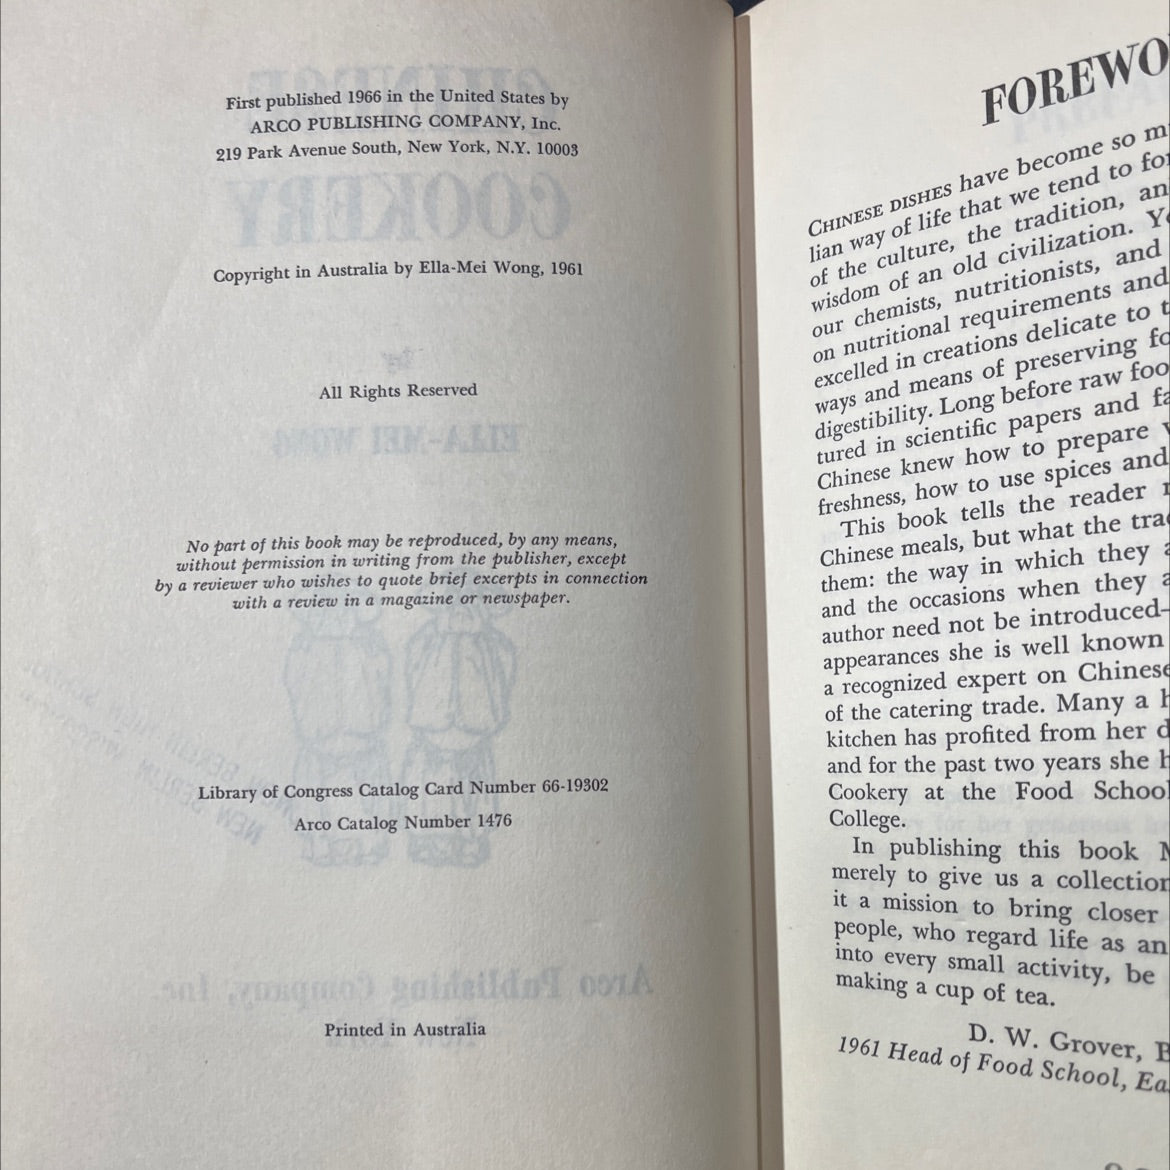 First published 1966 in the United States by
ARCO PUBLISHING COMPANY, Inc.
219 Park Avenue South, New York, N.Y. 10003
Copyright in Australia by Ella-Mei Wong, 1961
All Rights Reserved
No part of this book may be reproduced, by any means,
without permission in writing from the publisher, except
by a reviewer who wishes to quote brief excerpts in connection
with a review in a magazine or newspaper.
Library of Congress Catalog Card Number 66-19302
Arco Catalog Number 1476
Printed in Australia
FOREWO
CHINESE DISHES have become so m
lian way of life that we tend to for
of the culture, the tradition, an
wisdom of an old civilization. Ye
our chemists, nutritionists, and
on nutritional requirements and
excelled in creations delicate to t
ways and means of preserving fo
digestibility. Long before raw foo
tured in scientific papers and fa
Chinese knew how to prepare v
freshness, how to use spices and
This book tells the reader
Chinese meals, but what the trad
them: the way in which they a
and the occasions when they a
author need not be introduced—
appearances she is well known
a recognized expert on Chinese
of the catering trade. Many a h
kitchen has profited from her d
and for the past two years she h
Cookery at the Food School
College.
In publishing this book M
merely to give us a collection
it a mission to bring closer
people, who regard life as an
into every small activity, be
making a cup of tea.
D. W. Grover, B
1961 Head of Food School, Eas